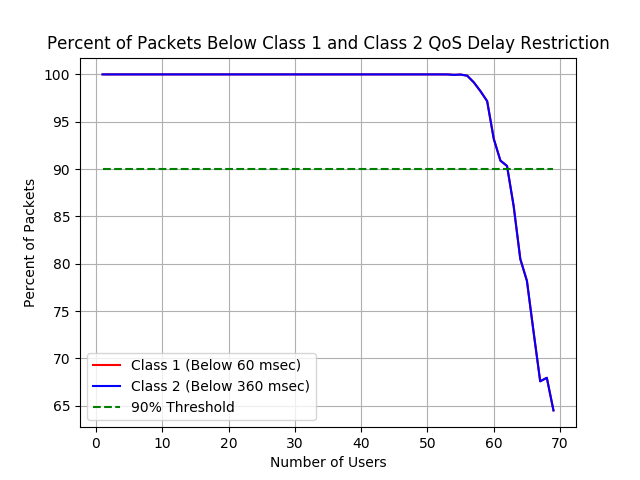 Percent of Packets Below Class 1 and Class 2 QoS Delay Restriction
100
95
90
85
80
75
70
65
Percent of Packets
Class 1 (Below 60 msec)
Class 2 (Below 360 msec)
90% Threshold
0 10 20 30 40 50 60 70
Number of Users